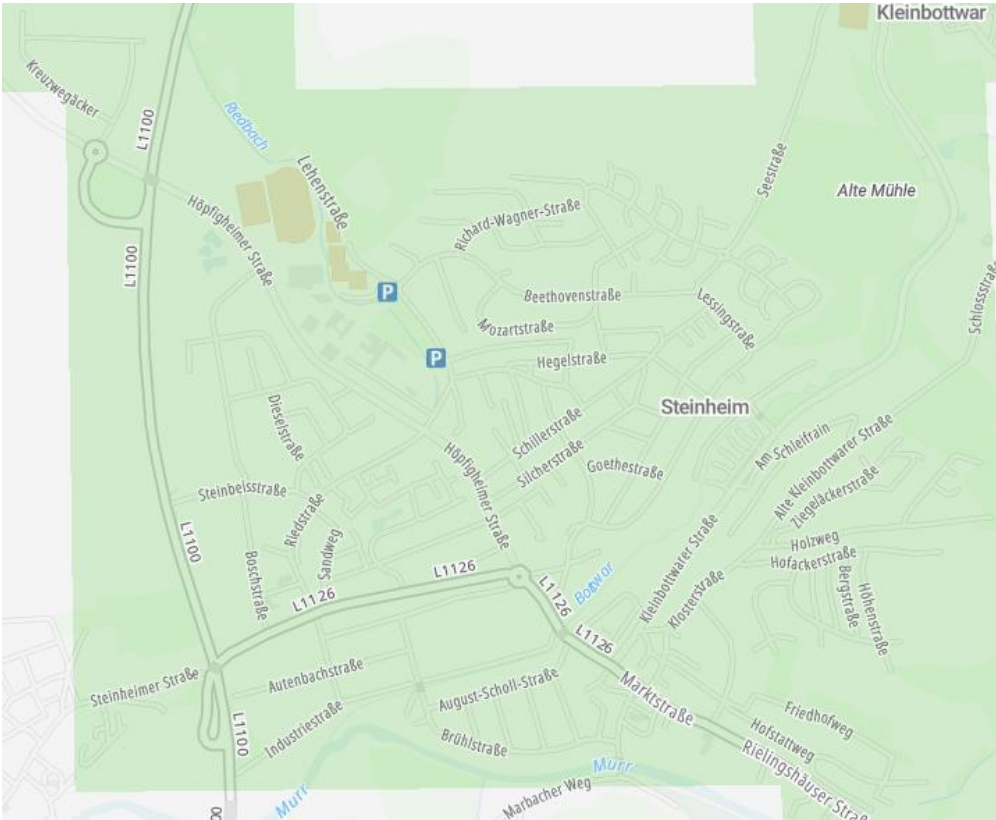 Kleinbottwar
Kreuzwegäcker
L1100
Riedbach
Lehenstraße
Seestraße
Alte Mühle
Höpfigheimer Straße
Richard-Wagner-Straße
L1100
Schlossstraße
P
Beethovenstraße
Lessingstraße
Mozartstraße
P
Hegelstraße
Steinheim
Dieselstraße
Schillerstraße
Am Schleifrain
Alte Kleinbottwarer Straße
Höpfigheimer Straße
Silcherstraße
Goethestraße
Ziegeläckerstraße
Steinbeisstraße
Riedstraße
L1100
Sandweg
Holzweg
Hofäckerstraße
Kleinbottwarer Straße
Klosterstraße
Bergstraße
Höhenstraße
Boschstraße
L1126
L1126
L1126
Bottwar
L1126
Steinheimer Straße
Autenbachstraße
August-Scholl-Straße
Marktstraße
Industriestraße
L1100
Brühlstraße
Friedhofweg
Hofstattweg
Rielingshäuser Straße
Murr
Murr
Marbacher Weg
00